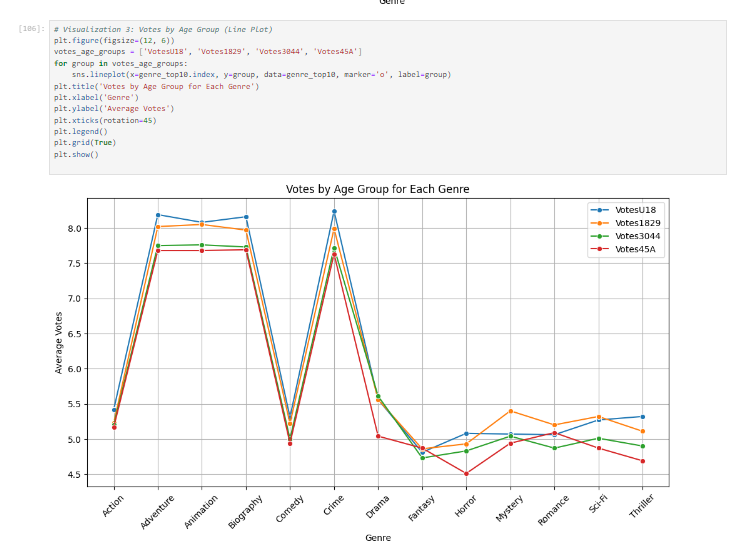 Genre
[106]:
# Visualization 3: Votes by Age Group (Line Plot)
plt.figure(figsize=(12, 6))
votes_age_groups = ['VotesU18', 'Votes1829', 'Votes3044', 'Votes45A']
for group in votes_age_groups:
    sns.lineplot(x=genre_top10.index, y=group, data=genre_top10, marker='o', label=group)
plt.title('Votes by Age Group for Each Genre')
plt.xlabel('Genre')
plt.ylabel('Average Votes')
plt.xticks(rotation=45)
plt.legend()
plt.grid(True)
plt.show()
Votes by Age Group for Each Genre
VotesU18
Votes1829
Votes3044
Votes45A
Average Votes
8.0
7.5
7.0
6.5
6.0
5.5
5.0
4.5
Action
Adventure
Animation
Biography
Comedy
Crime
Drama
Fantasy
Horror
Mystery
Romance
Sci-Fi
Thriller
Genre